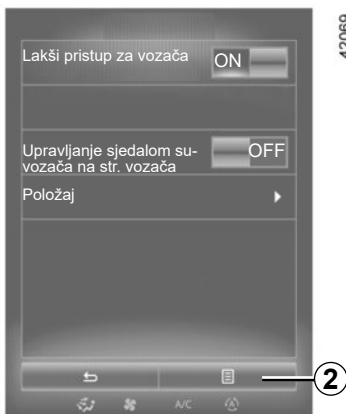 42069
Lakši pristup za vozača
ON
Upravljanje sjedalom su-
vozača na str. vozača
OFF
Položaj
2
A/C